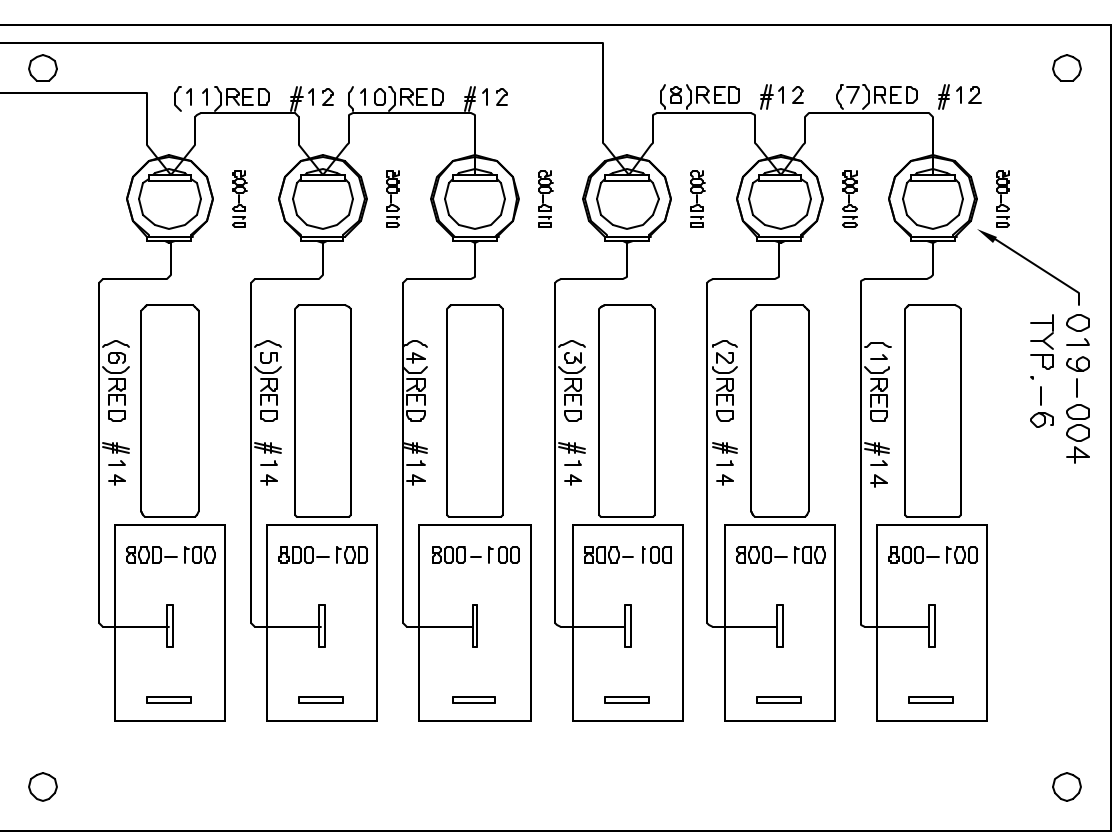 (11)RED #12
(10)RED #12
(8)RED #12
(7)RED #12
019-004
TYP.-6
(6)RED #14
(5)RED #14
(4)RED #14
(3)RED #14
(2)RED #14
(1)RED #14
001-008
001-008
001-008
001-008
001-008
001-008